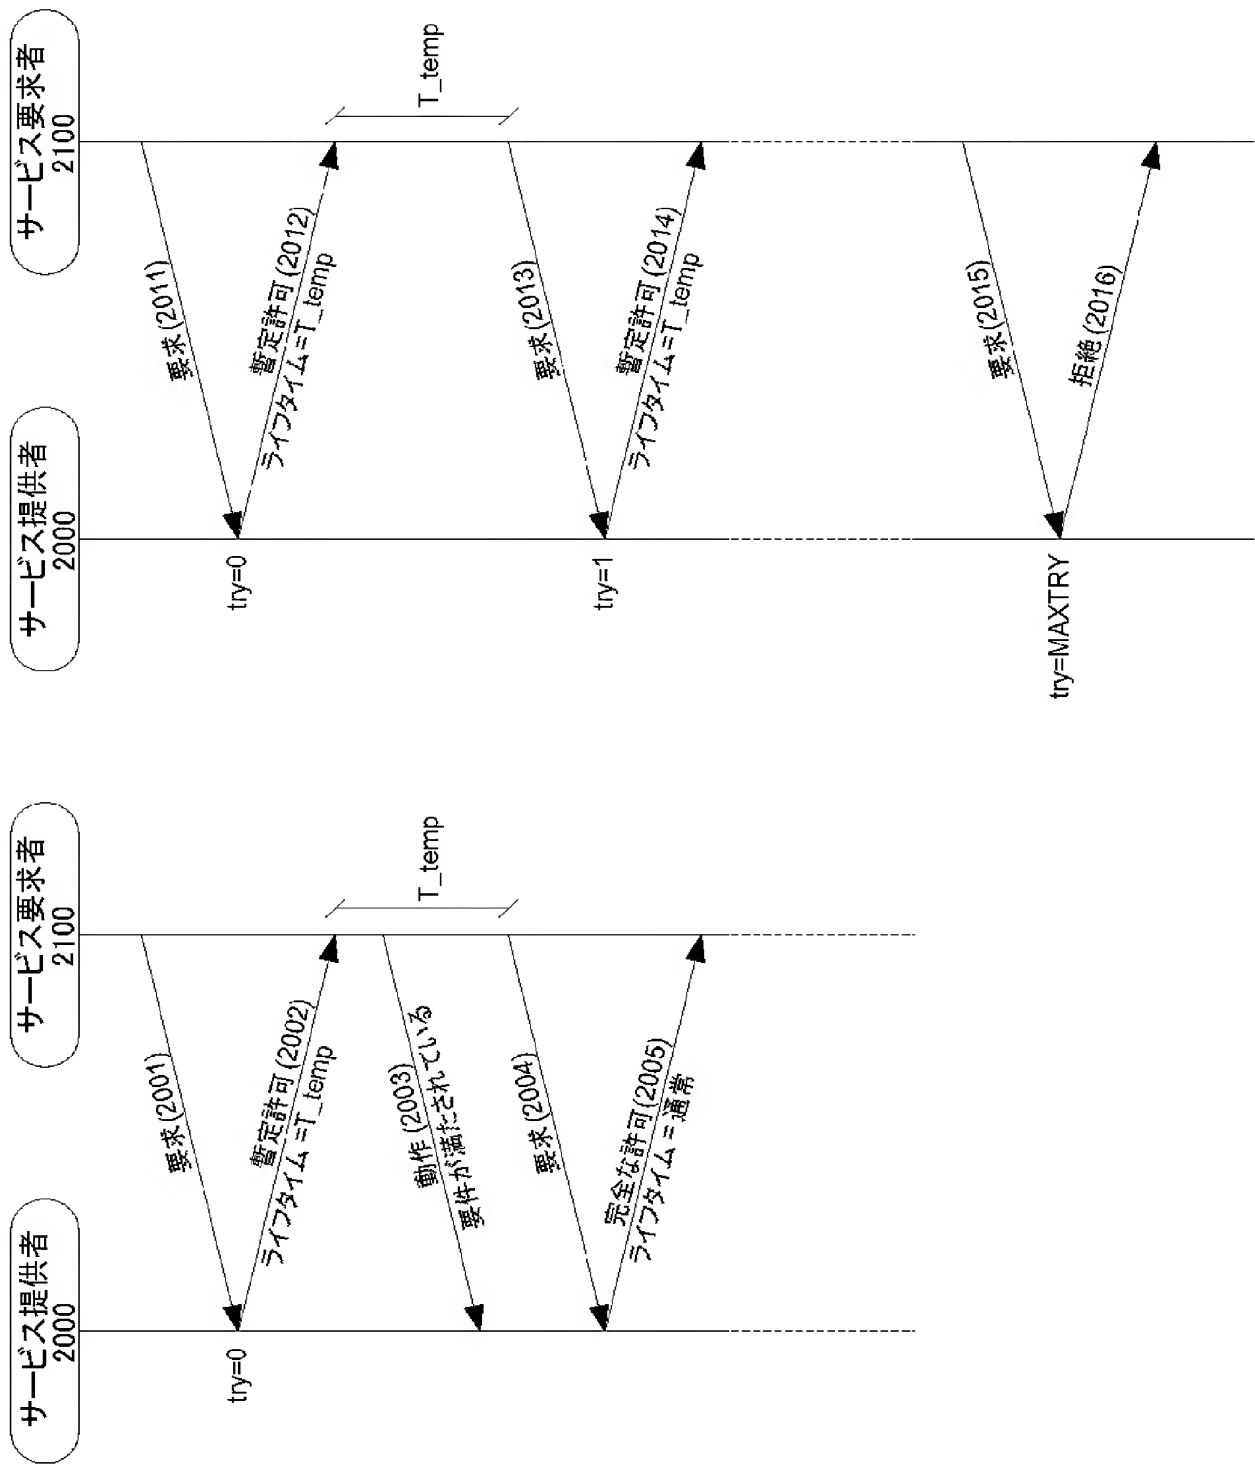 サービス提供者
2000
サービス要求者
2100
try=0
要求(2001)
暫定許可(2002)
ライフタイム=T_temp
T_temp
動作(2003)
要件が満たされている
要求(2004)
完全な許可(2005)
ライフタイム=通常
サービス提供者
2000
サービス要求者
2100
try=0
要求(2011)
暫定許可(2012)
ライフタイム=T_temp
T_temp
try=1
要求(2013)
暫定許可(2014)
ライフタイム=T_temp
try=MAXTRY
要求(2015)
拒絶(2016)